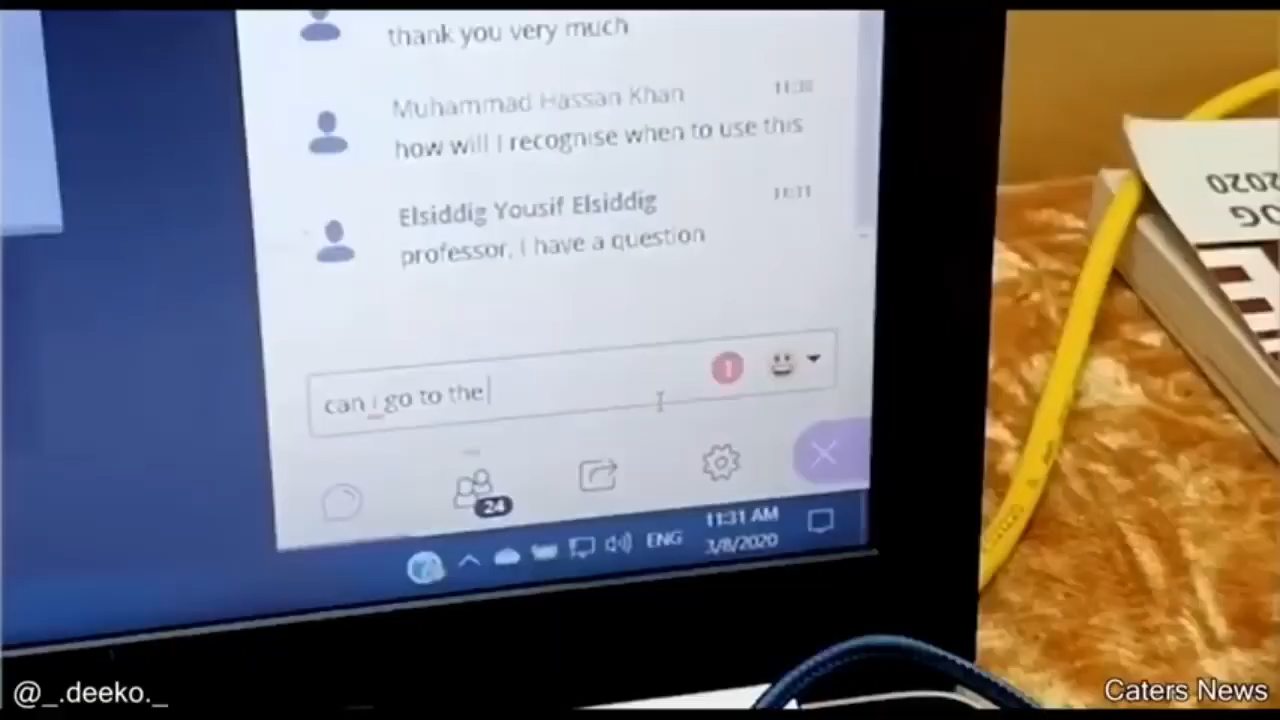 thank you very much
Muhammad Hassan Khan
11:30
how will I recognise when to use this
Elsiddig Yousif Elsiddig
11:31
professor, I have a question
can i go to the
1
24
ENG
11:31 AM
3/8/2020
2020
@_.deeko._
Caters News